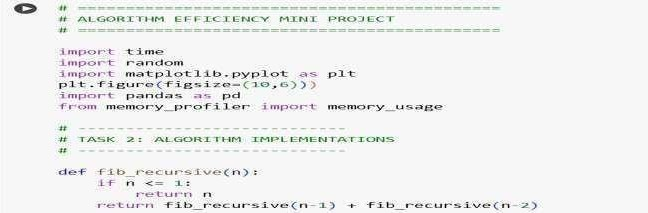 # =============================================
# ALGORITHM EFFICIENCY MINI PROJECT
# =============================================
import time
import random
import matplotlib.pyplot as plt
plt.figure(figsize=(10,6)))
import pandas as pd
from memory_profiler import memory_usage
# -----------------------------
# TASK 2: ALGORITHM IMPLEMENTATIONS
# -----------------------------
def fib_recursive(n):
    if n <= 1:
        return n
    return fib_recursive(n-1) + fib_recursive(n-2)